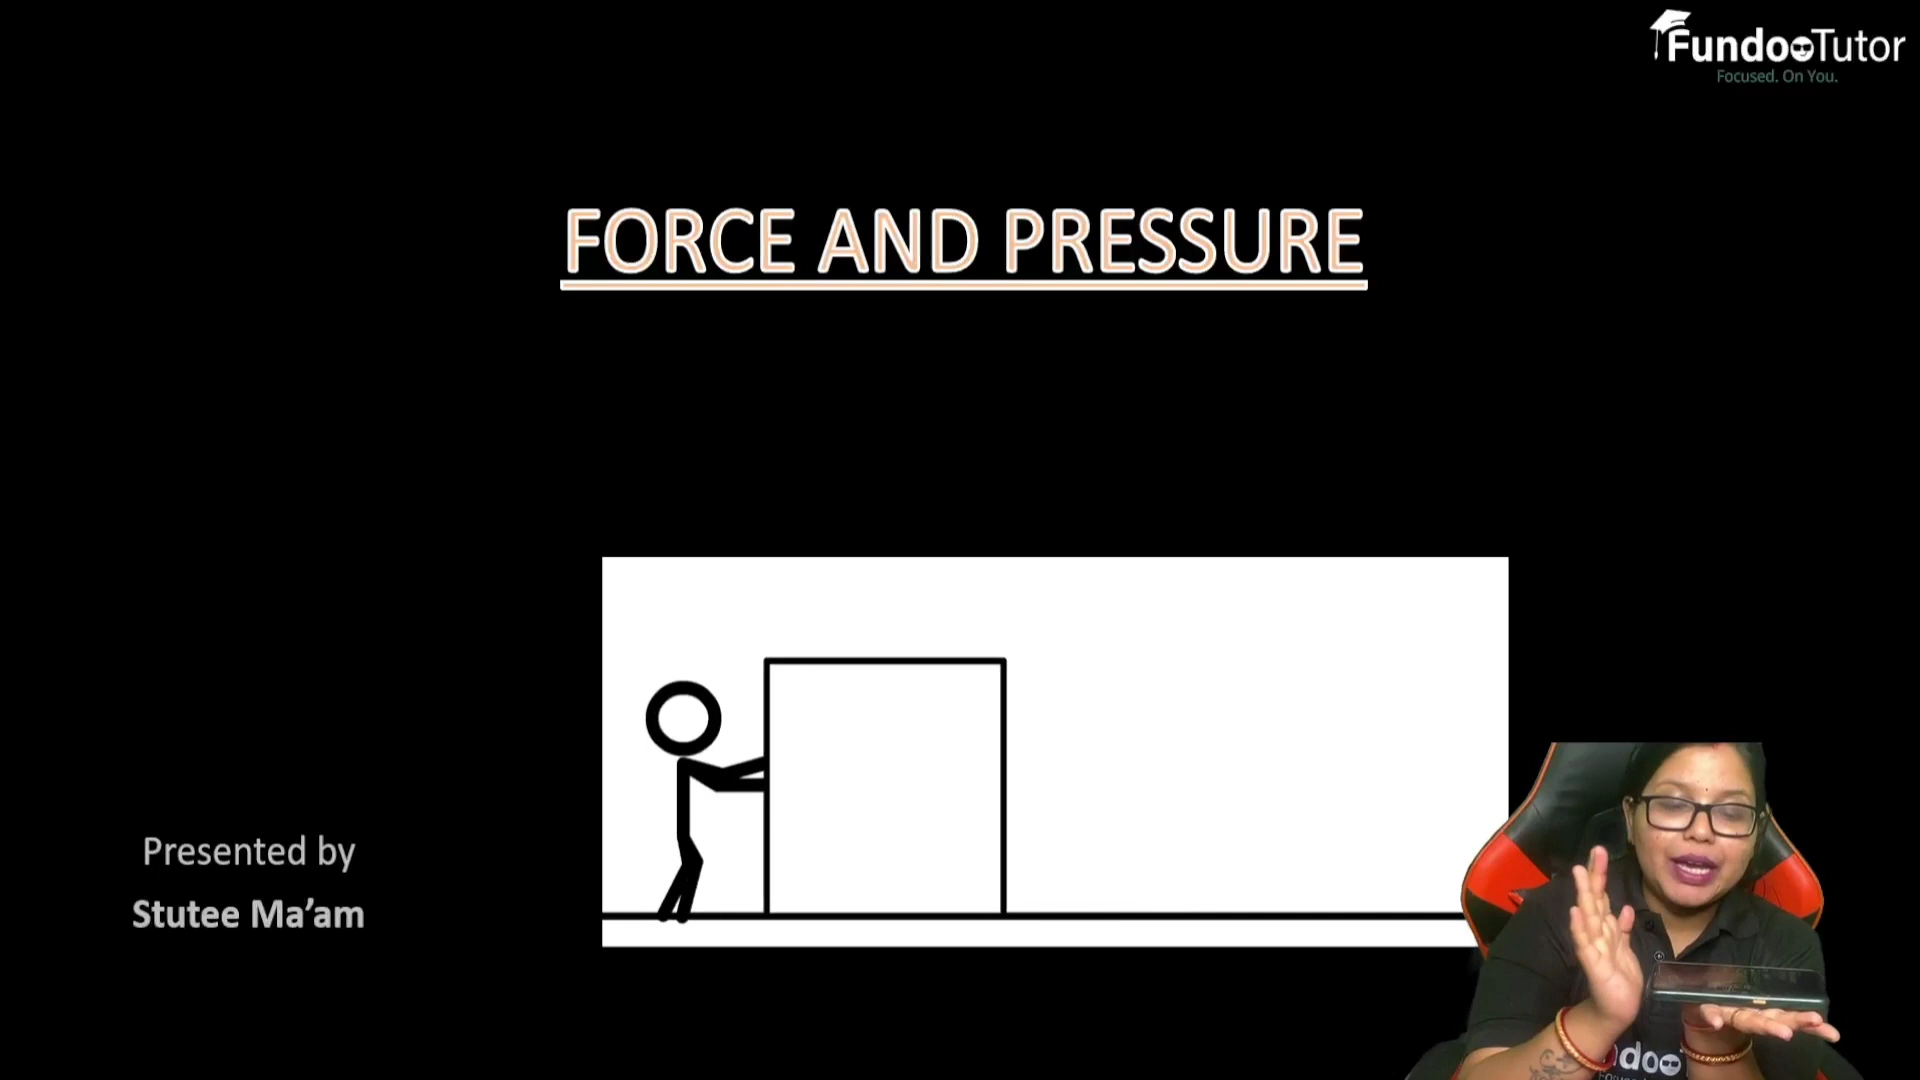 FundooTutor
Focused. On You.
FORCE AND PRESSURE
Presented by
Stutee Ma’am